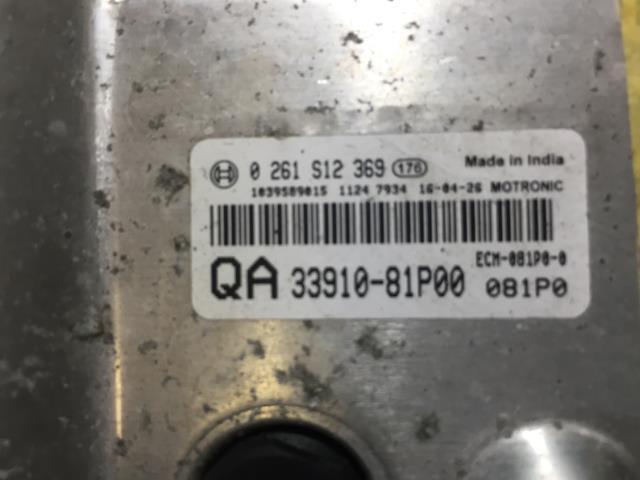 0 261 S12 369 176 Made in India
1039S89015 1124 7934 16-04-26 MOTRONIC
ECM-081P0-0
QA 33910-81P00 081P0